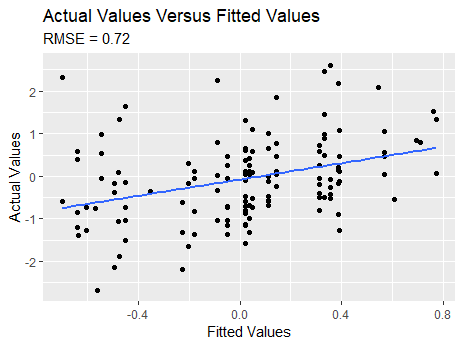 Actual Values Versus Fitted Values
RMSE = 0.72
Actual Values
2
1
0
-1
-2
-0.4
0.0
0.4
0.8
Fitted Values